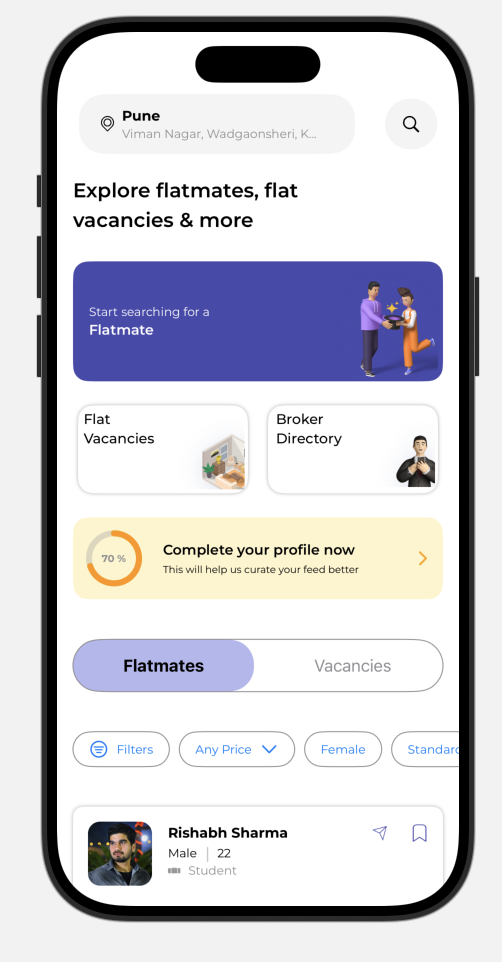 Pune
Viman Nagar, Wadgaonsheri, K...
Explore flatmates, flat
vacancies & more
Start searching for a
Flatmate
Flat
Vacancies
Broker
Directory
70 %
Complete your profile now
This will help us curate your feed better
Flatmates
Vacancies
Filters
Any Price
Female
Standard
Rishabh Sharma
Male | 22
Student